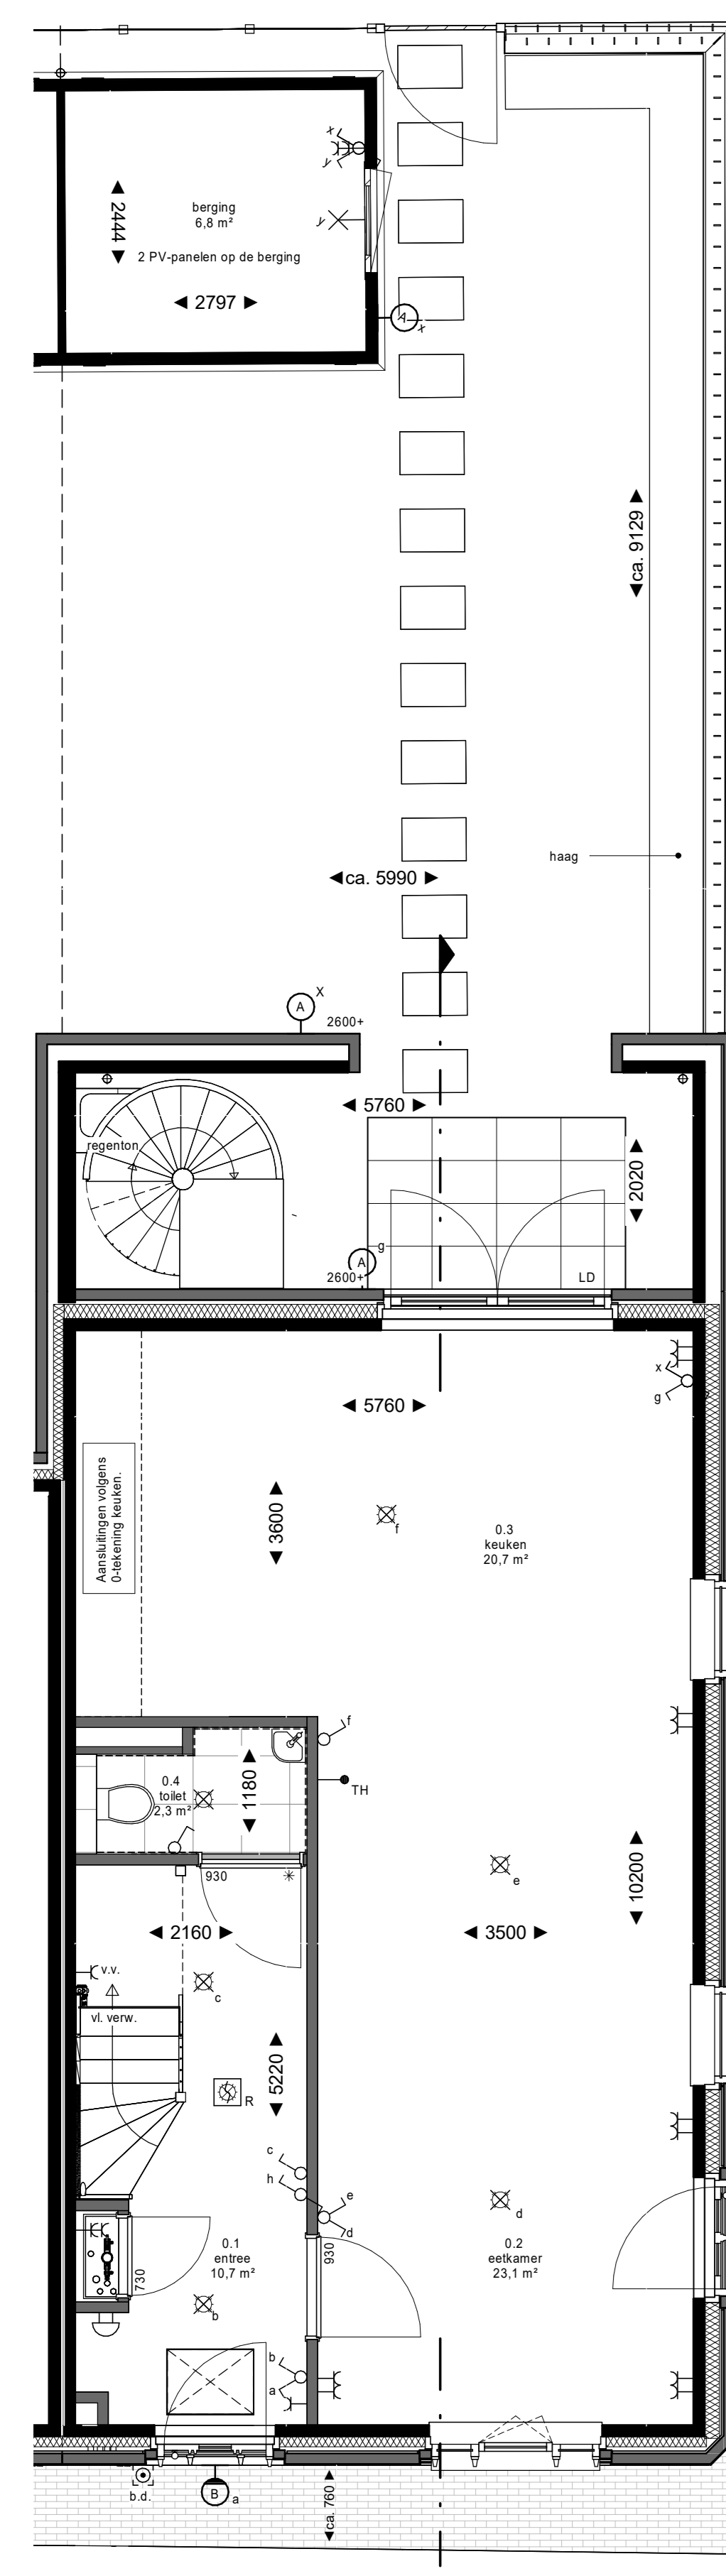 x
y
berging
6,8 m²
y
2444
2 PV-panelen op de berging
2797
A
x
ca. 9129
haag
ca. 5990
A
X
2600+
5760
regenton
2020
g
A
2600+
LD
x
g
5760
Aansluitingen volgens
0-tekening keuken.
3600
f
0.3
keuken
20,7 m²
f
TH
0.4
toilet
2,3 m²
1180
e
10200
930
2160
3500
v.v.
c
vl. verw.
5220
R
c
h
e
d
d
0.1
entree
10,7 m²
930
0.2
eetkamer
23,1 m²
730
b
b
a
b.d.
B
a
ca. 760